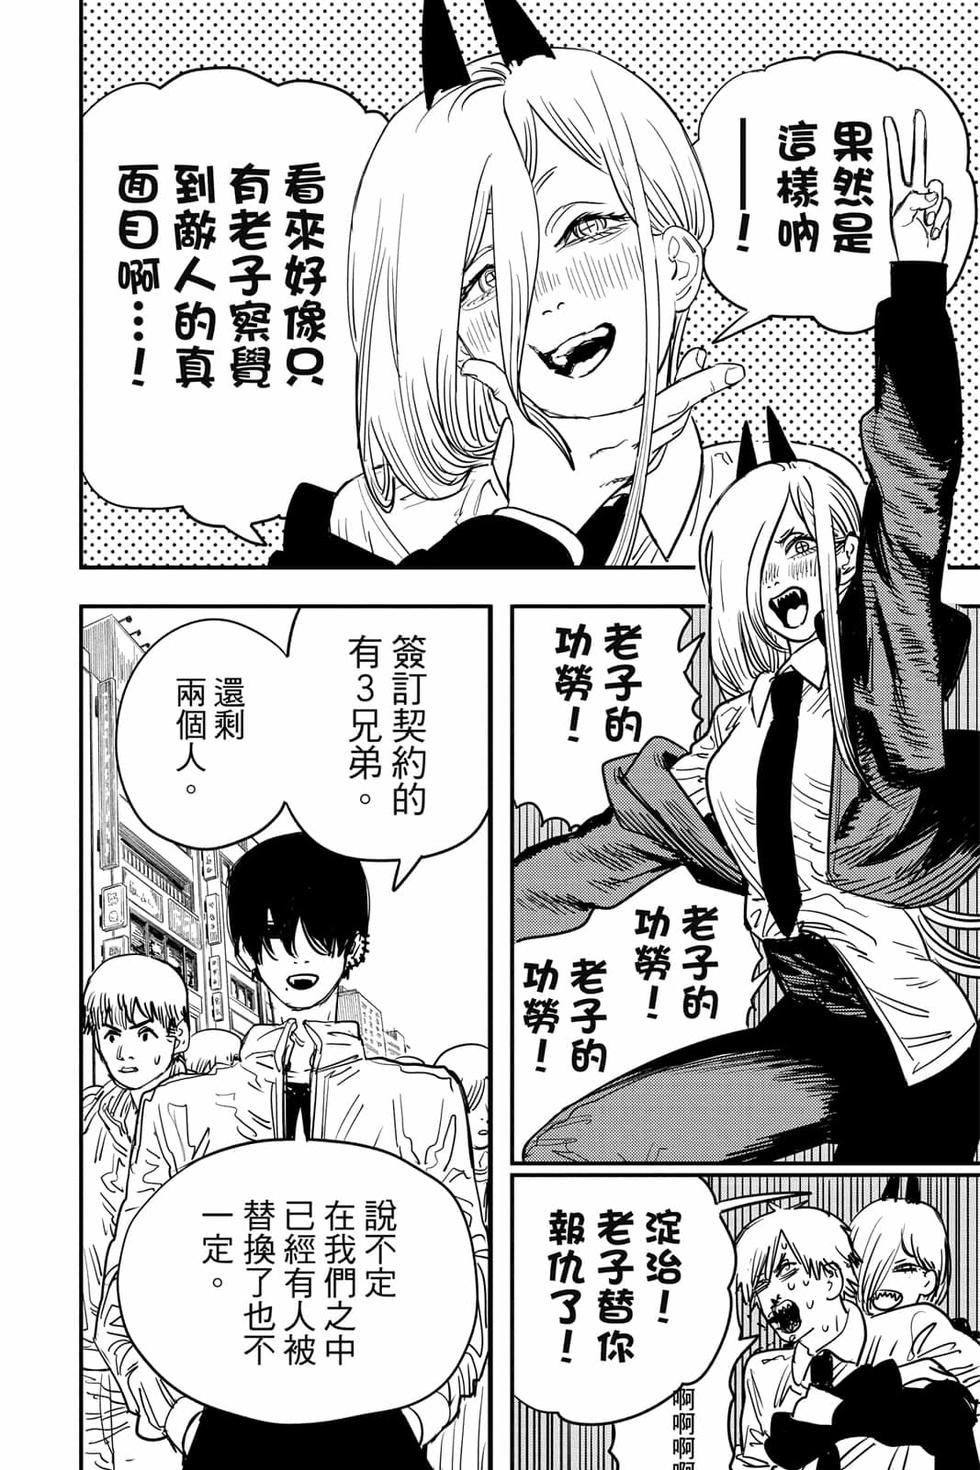 果然是
這樣吶
—！
看來好像只
有老子察覺
到敵人的真
面目啊…！
老子的
功勞！
老子的
功勞！
老子的
功勞！
淀治！
老子替你
報仇了！
啊啊啊啊
簽訂契約的
有3兄弟。
還剩
兩個人。
說不定
在我們之中
已經有人被
替換了也不
一定。